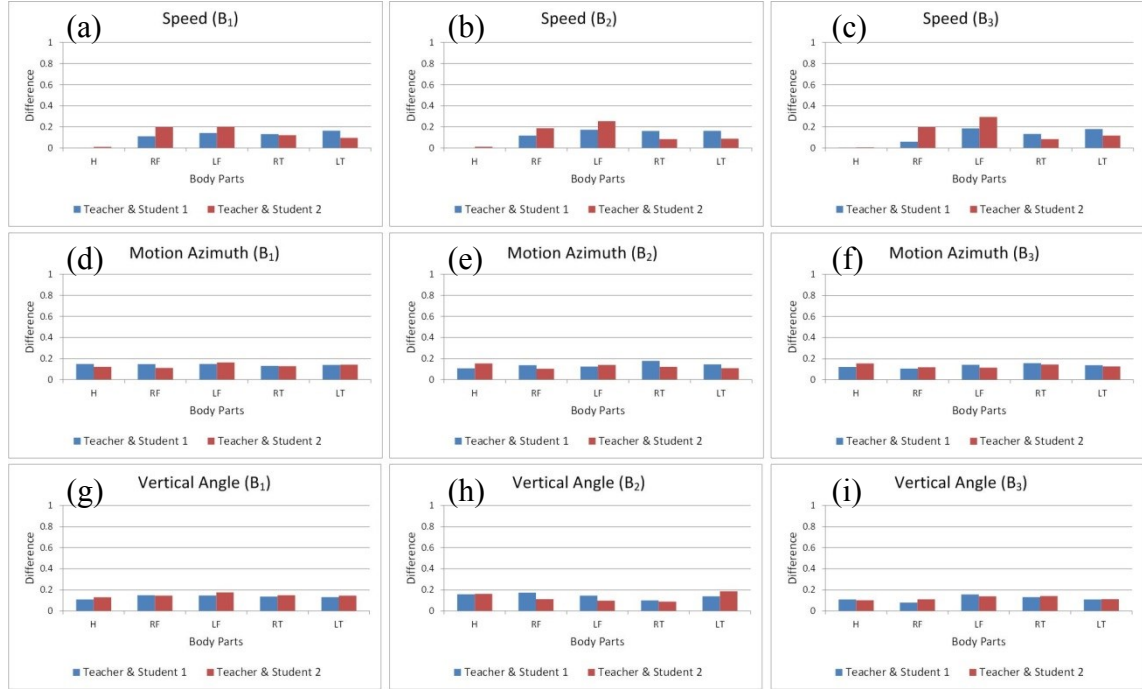 (a) Speed (B₁)
Difference
1
0.8
0.6
0.4
0.2
0
H RF LF RT LT
Body Parts
Teacher & Student 1 Teacher & Student 2
(b) Speed (B₂)
Difference
1
0.8
0.6
0.4
0.2
0
H RF LF RT LT
Body Parts
Teacher & Student 1 Teacher & Student 2
(c) Speed (B₃)
Difference
1
0.8
0.6
0.4
0.2
0
H RF LF RT LT
Body Parts
Teacher & Student 1 Teacher & Student 2
(d) Motion Azimuth (B₁)
Difference
1
0.8
0.6
0.4
0.2
0
H RF LF RT LT
Body Parts
Teacher & Student 1 Teacher & Student 2
(e) Motion Azimuth (B₂)
Difference
1
0.8
0.6
0.4
0.2
0
H RF LF RT LT
Body Parts
Teacher & Student 1 Teacher & Student 2
(f) Motion Azimuth (B₃)
Difference
1
0.8
0.6
0.4
0.2
0
H RF LF RT LT
Body Parts
Teacher & Student 1 Teacher & Student 2
(g) Vertical Angle (B₁)
Difference
1
0.8
0.6
0.4
0.2
0
H RF LF RT LT
Body Parts
Teacher & Student 1 Teacher & Student 2
(h) Vertical Angle (B₂)
Difference
1
0.8
0.6
0.4
0.2
0
H RF LF RT LT
Body Parts
Teacher & Student 1 Teacher & Student 2
(i) Vertical Angle (B₃)
Difference
1
0.8
0.6
0.4
0.2
0
H RF LF RT LT
Body Parts
Teacher & Student 1 Teacher & Student 2